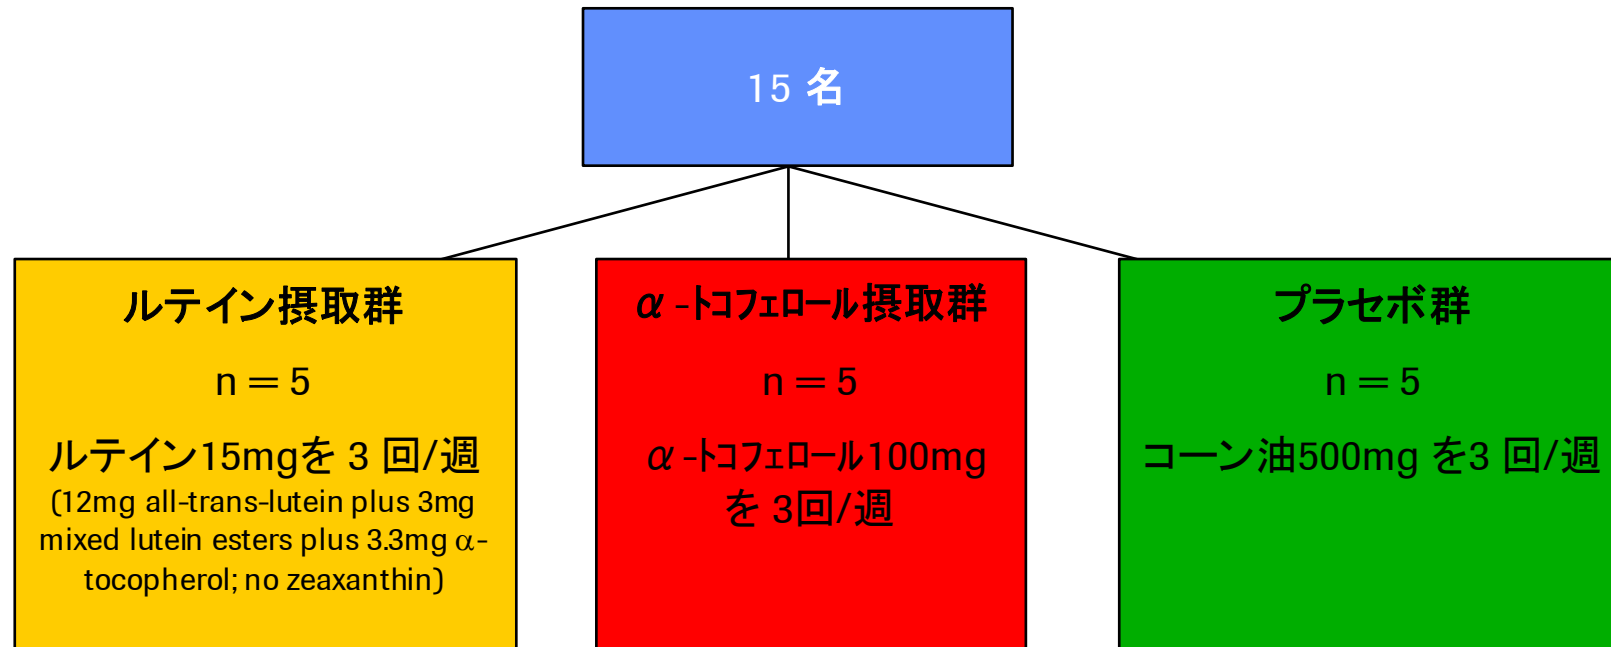 15 名
ルテイン摂取群
n = 5
ルテイン15mgを 3 回/週
(12mg all-trans-lutein plus 3mg
mixed lutein esters plus 3.3mg α-
tocopherol; no zeaxanthin)
α-トコフェロール摂取群
n = 5
α-トコフェロール100mg
を 3回/週
プラセボ群
n = 5
コーン油500mg を3 回/週